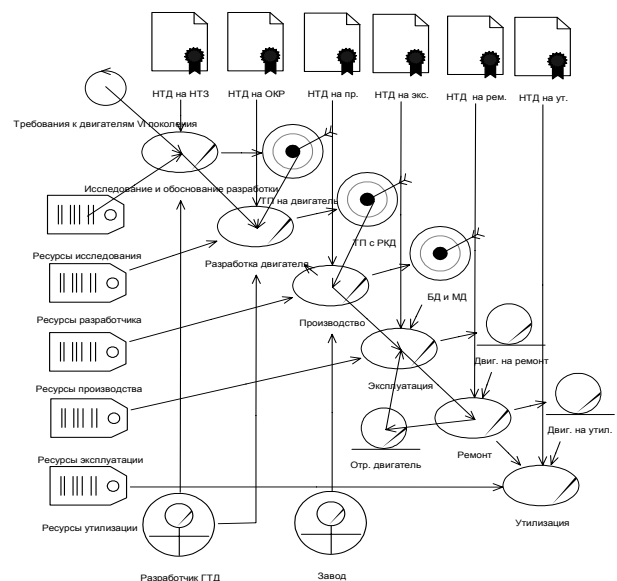 НТД на НТЗ
НТД на ОКР
НТД на пр.
НТД на экс.
НТД на рем.
НТД на ут.
Требования к двигателям VI поколения
Исследование и обоснование разработки
ТП на двигатель
Ресурсы исследования
Разработка двигателя
ТП с РКД
Ресурсы разработчика
Производство
БД и МД
Двиг. на ремонт
Ресурсы производства
Эксплуатация
Двиг. на утил.
Ресурсы эксплуатации
Отр. двигатель
Ремонт
Ресурсы утилизации
Утилизация
Разработчик ГТД
Завод